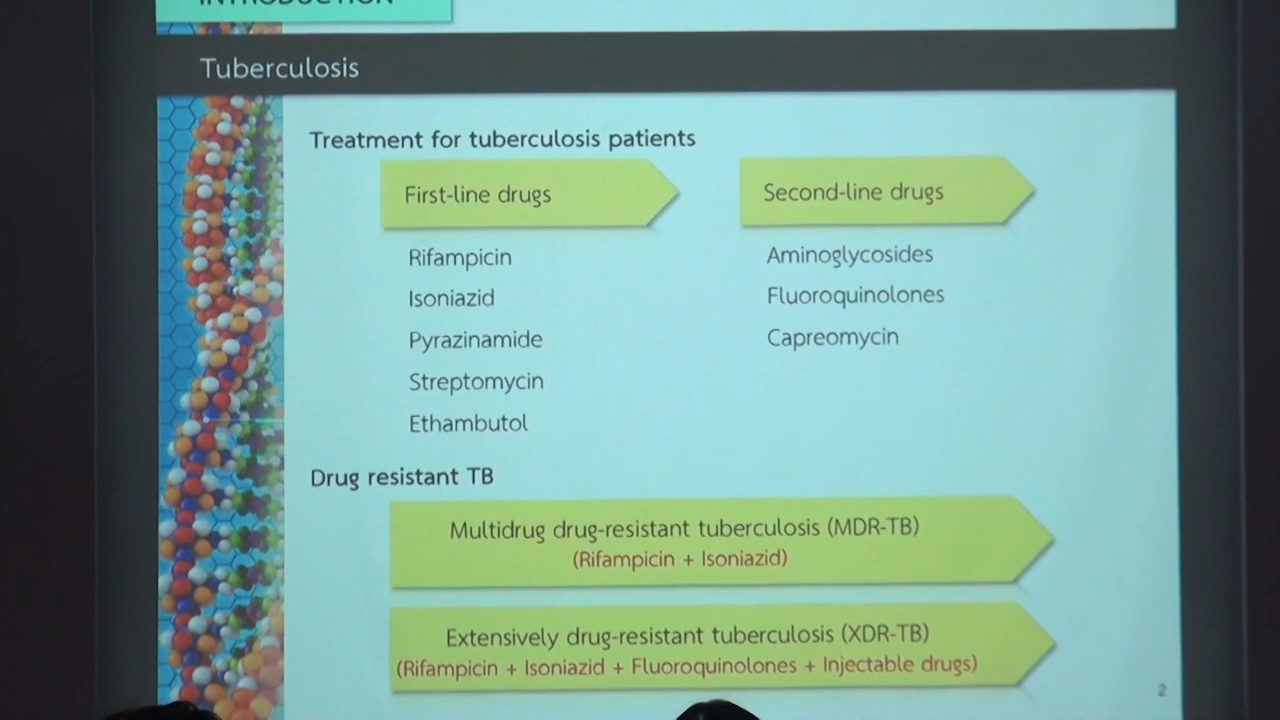 INTRODUCTION
Tuberculosis
Treatment for tuberculosis patients
First-line drugs
Rifampicin
Isoniazid
Pyrazinamide
Streptomycin
Ethambutol
Second-line drugs
Aminoglycosides
Fluoroquinolones
Capreomycin
Drug resistant TB
Multidrug drug-resistant tuberculosis (MDR-TB)
(Rifampicin + Isoniazid)
Extensively drug-resistant tuberculosis (XDR-TB)
(Rifampicin + Isoniazid + Fluoroquinolones + Injectable drugs)
2